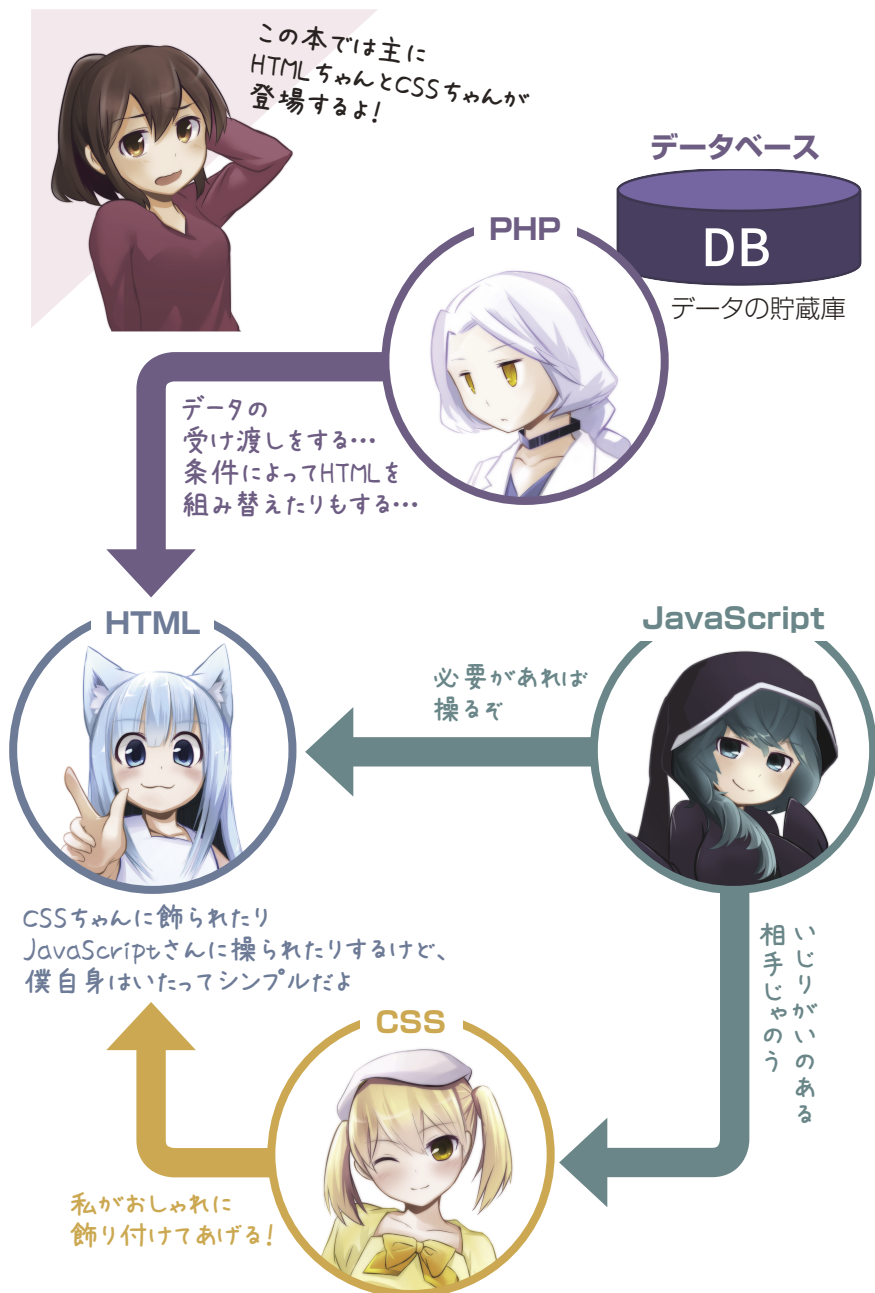 この本では主に
HTMLちゃんとCSSちゃんが
登場するよ！
データベース
DB
データの貯蔵庫
PHP
データの
受け渡しをする…
条件によってHTMLを
組み替えたりもする…
HTML
JavaScript
必要があれば
操るぞ
CSSちゃんに飾られたり
JavaScriptさんに操られたりするけど、
僕自身はいたってシンプルだよ
いじりがいのある
相手じゃのう
CSS
私がおしゃれに
飾り付けてあげる！